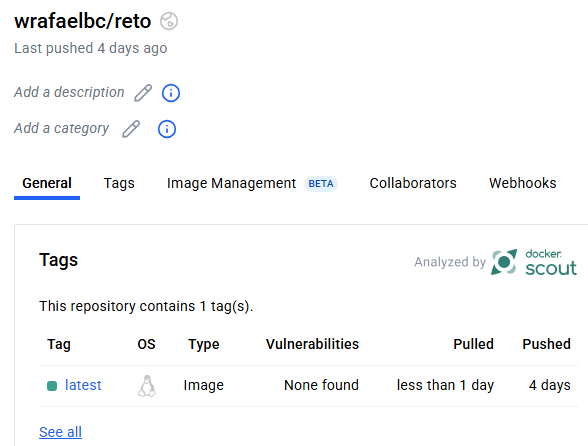 wrafaelbc/reto
Last pushed 4 days ago
Add a description
Add a category
General Tags Image Management BETA Collaborators Webhooks
Tags Analyzed by docker scout
This repository contains 1 tag(s).
Tag OS Type Vulnerabilities Pulled Pushed
latest Image None found less than 1 day 4 days
See all